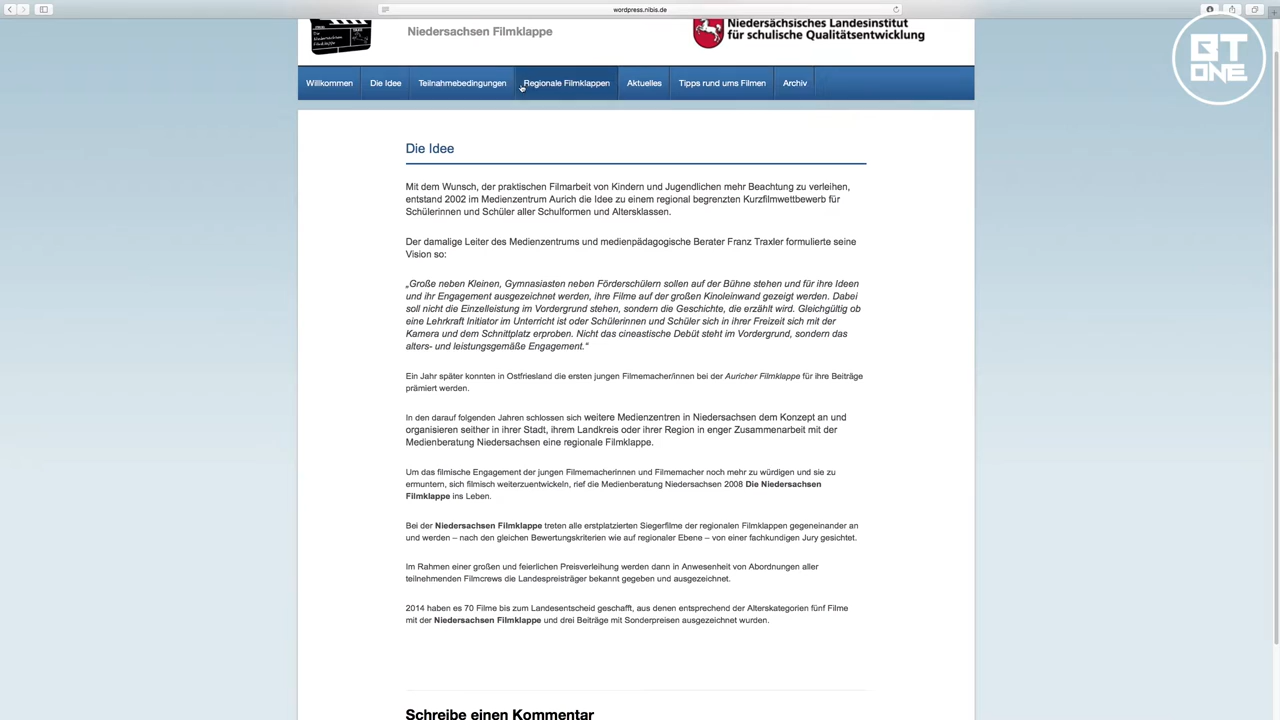 wordpress.nibis.de
Niedersachsen Filmklappe
Niedersächsisches Landesinstitut
für schulische Qualitätsentwicklung
BT
ONE
Willkommen Die Idee Teilnahmebedingungen Regionale Filmklappen Aktuelles Tipps rund ums Filmen Archiv
Die Idee
Mit dem Wunsch, der praktischen Filmarbeit von Kindern und Jugendlichen mehr Beachtung zu verleihen,
entstand 2002 im Medienzentrum Aurich die Idee zu einem regional begrenzten Kurzfilmwettbewerb für
Schülerinnen und Schüler aller Schulformen und Altersklassen.
Der damalige Leiter des Medienzentrums und medienpädagogische Berater Franz Traxler formulierte seine
Vision so:
„Große neben Kleinen, Gymnasiasten neben Förderschülern sollen auf der Bühne stehen und für ihre Ideen
und ihr Engagement ausgezeichnet werden, ihre Filme auf der großen Kinoleinwand gezeigt werden. Dabei
soll nicht die Einzelleistung im Vordergrund stehen, sondern die Geschichte, die erzählt wird. Gleichgültig ob
eine Lehrkraft Initiator im Unterricht ist oder Schülerinnen und Schüler sich in ihrer Freizeit sich mit der
Kamera und dem Schnittplatz erproben. Nicht das cineastische Debüt steht im Vordergrund, sondern das
alters- und leistungsgemäße Engagement.“
Ein Jahr später konnten in Ostfriesland die ersten jungen Filmemacher/innen bei der Auricher Filmklappe für ihre Beiträge
prämiert werden.
In den darauf folgenden Jahren schlossen sich weitere Medienzentren in Niedersachsen dem Konzept an und
organisieren seither in ihrer Stadt, ihrem Landkreis oder ihrer Region in enger Zusammenarbeit mit der
Medienberatung Niedersachsen eine regionale Filmklappe.
Um das filmische Engagement der jungen Filmemacherinnen und Filmemacher noch mehr zu würdigen und sie zu
ermuntern, sich filmisch weiterzuentwickeln, rief die Medienberatung Niedersachsen 2008 Die Niedersachsen
Filmklappe ins Leben.
Bei der Niedersachsen Filmklappe treten alle erstplatzierten Siegerfilme der regionalen Filmklappen gegeneinander an
und werden – nach den gleichen Bewertungskriterien wie auf regionaler Ebene – von einer fachkundigen Jury gesichtet.
Im Rahmen einer großen und feierlichen Preisverleihung werden dann in Anwesenheit von Abordnungen aller
teilnehmenden Filmcrews die Landespreisträger bekannt gegeben und ausgezeichnet.
2014 haben es 70 Filme bis zum Landesentscheid geschafft, aus denen entsprechend der Alterskategorien fünf Filme
mit der Niedersachsen Filmklappe und drei Beiträge mit Sonderpreisen ausgezeichnet wurden.
Schreibe einen Kommentar